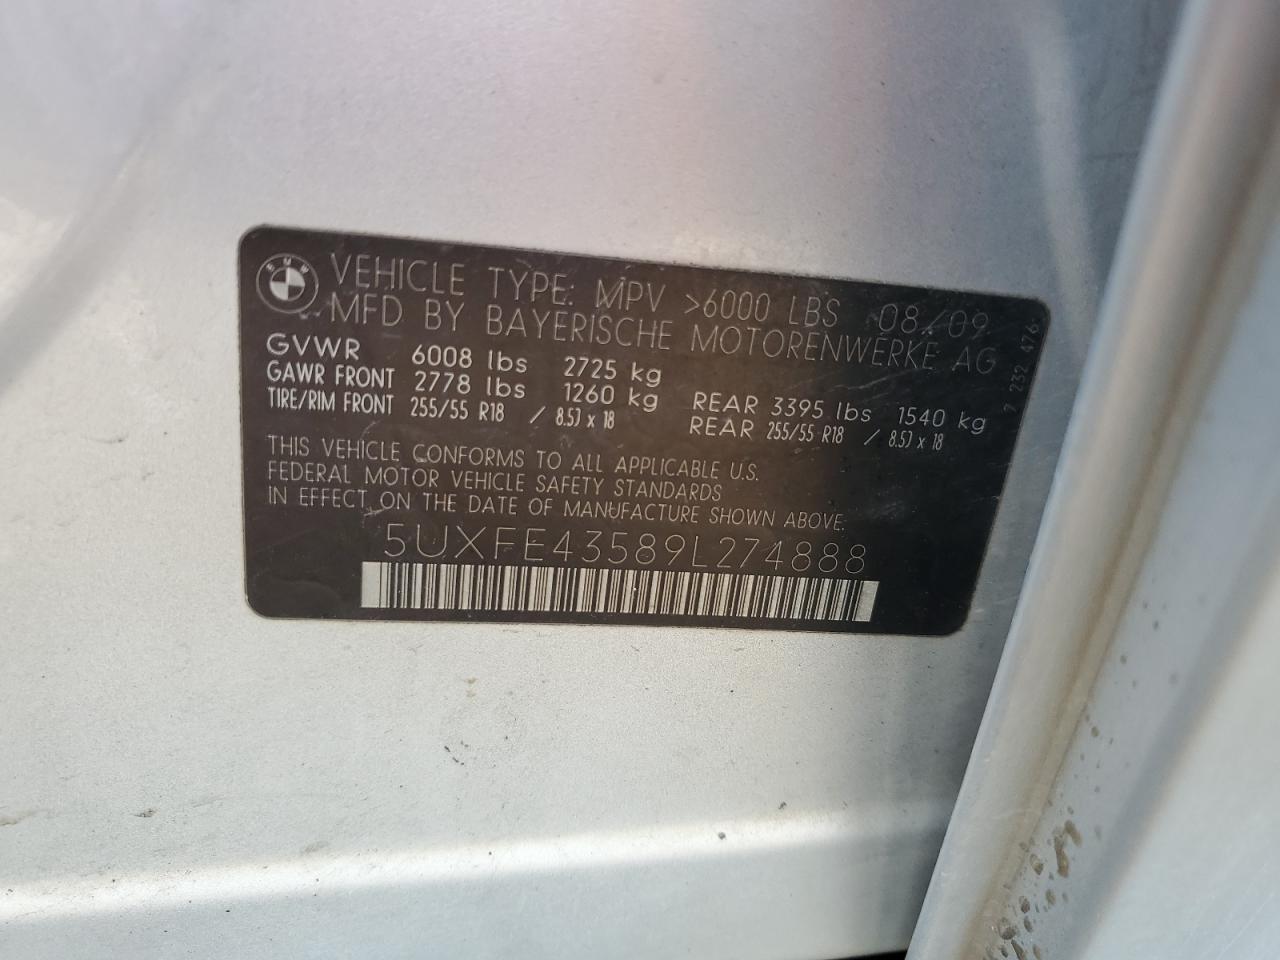 BMW
VEHICLE TYPE: MPV >6000 LBS 08/09
MFD BY BAYERISCHE MOTORENWERKE AG
GVWR 6008 lbs 2725 kg
GAWR FRONT 2778 lbs 1260 kg REAR 3395 lbs 1540 kg
TIRE/RIM FRONT 255/55 R18 / 8.5J x 18 REAR 255/55 R18 / 8.5J x 18
THIS VEHICLE CONFORMS TO ALL APPLICABLE U.S.
FEDERAL MOTOR VEHICLE SAFETY STANDARDS
IN EFFECT ON THE DATE OF MANUFACTURE SHOWN ABOVE.
5UXFE43589L274888
7 232 476